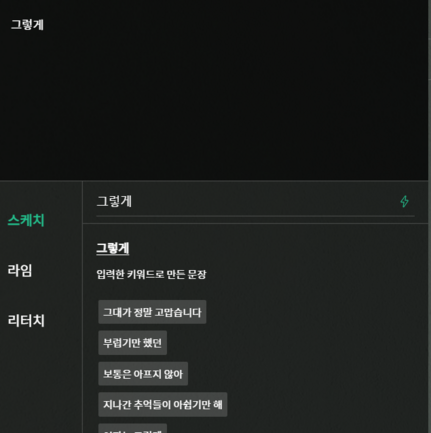 그렇게
그렇게
스케치
그렇게
입력한 키워드로 만든 문장
라임
그대가 정말 고맙습니다
리터치
부럽기만 했던
보통은 아프지 않아
지나간 추억들이 아쉽기만 해